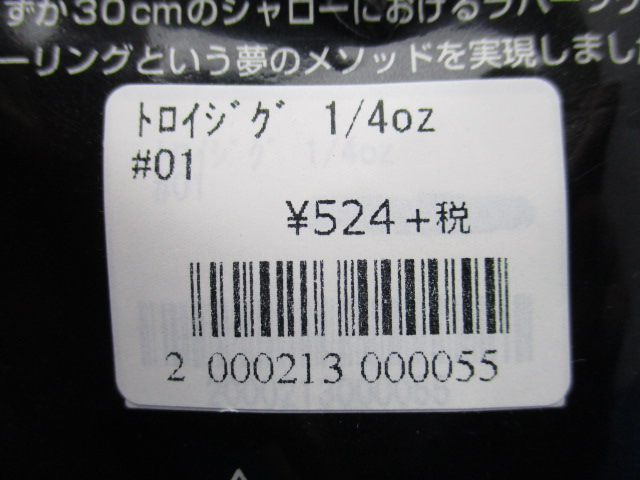 ずか30cmのシャローにおけるラバージグ
ーリングという夢のメソッドを実現しました
ﾄﾛｲｼﾞｸﾞ 1/4oz
#01
¥524+税
2 000213 000055